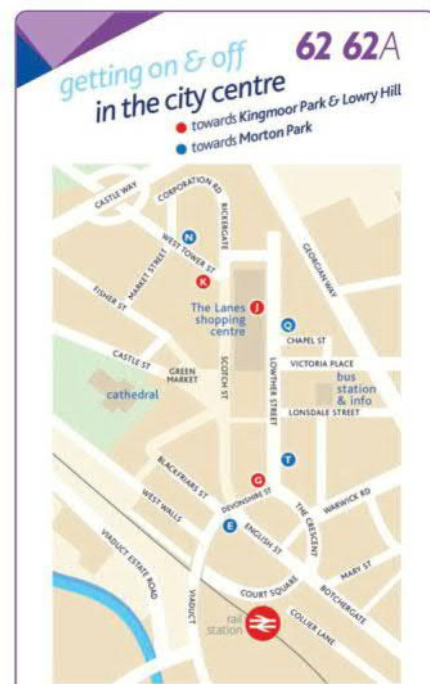 62 62A
getting on & off
in the city centre
towards Kingmoor Park & Lowry Hill
towards Morton Park
CASTLE WAY
CORPORATION RD
RICKERGATE
GEORGIAN WAY
N
WEST TOWER ST
MARKET STREET
K
FISHER ST
The Lanes
shopping
centre
J
Q
CHAPEL ST
CASTLE ST
GREEN
MARKET
SCOTCH ST
LOWTHER STREET
VICTORIA PLACE
bus
station
& info
cathedral
LONSDALE STREET
T
BLACKFRIARS ST
WEST WALLS
G
DEVONSHIRE ST
E
ENGLISH ST
THE CRESCENT
WARWICK RD
VIADUCT ESTATE ROAD
VIADUCT
COURT SQUARE
MARY ST
BOTCHERGATE
COLLIER LANE
rail
station